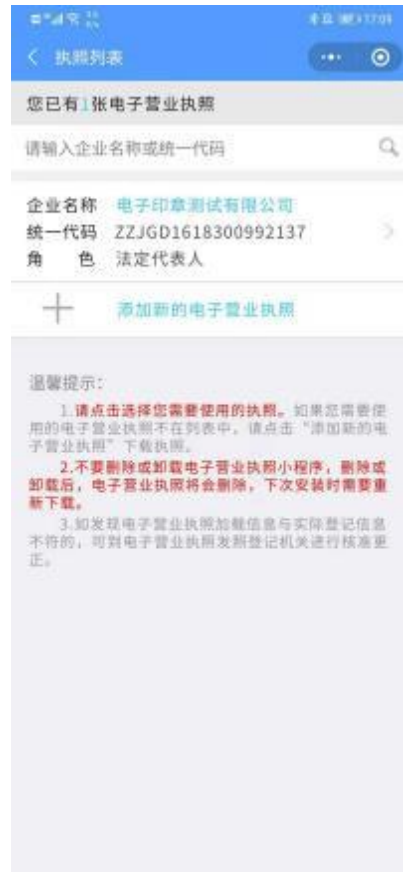 执照列表
您已有1张电子营业执照
请输入企业名称或统一代码
企业名称 电子印章测试有限公司
统一代码 ZZJGD1618300992137
角 色 法定代表人
添加新的电子营业执照
温馨提示:
1.请点击选择您需要使用的执照。如果您需要使
用的电子营业执照不在列表中,请点击“添加新的电
子营业执照”下载执照。
2.不要删除或卸载电子营业执照小程序,删除或
卸载后,电子营业执照将会删除,下次安装时需要重
新下载。
3.如发现电子营业执照加载信息与实际登记信息
不符的,可到电子营业执照发照登记机关进行核准更
正。